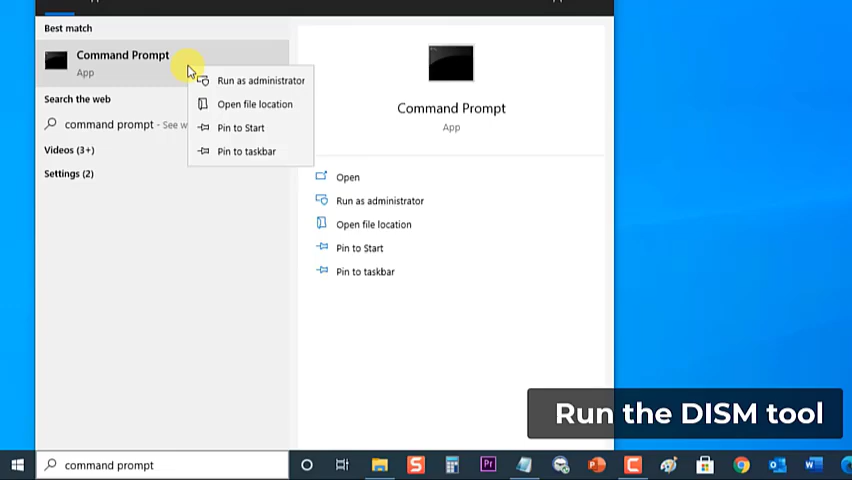 Best match
Command Prompt
App
Search the web
command prompt - See w
Videos (3+)
Settings (2)
Run as administrator
Open file location
Pin to Start
Pin to taskbar
Command Prompt
App
Open
Run as administrator
Open file location
Pin to Start
Pin to taskbar
Run the DISM tool
command prompt